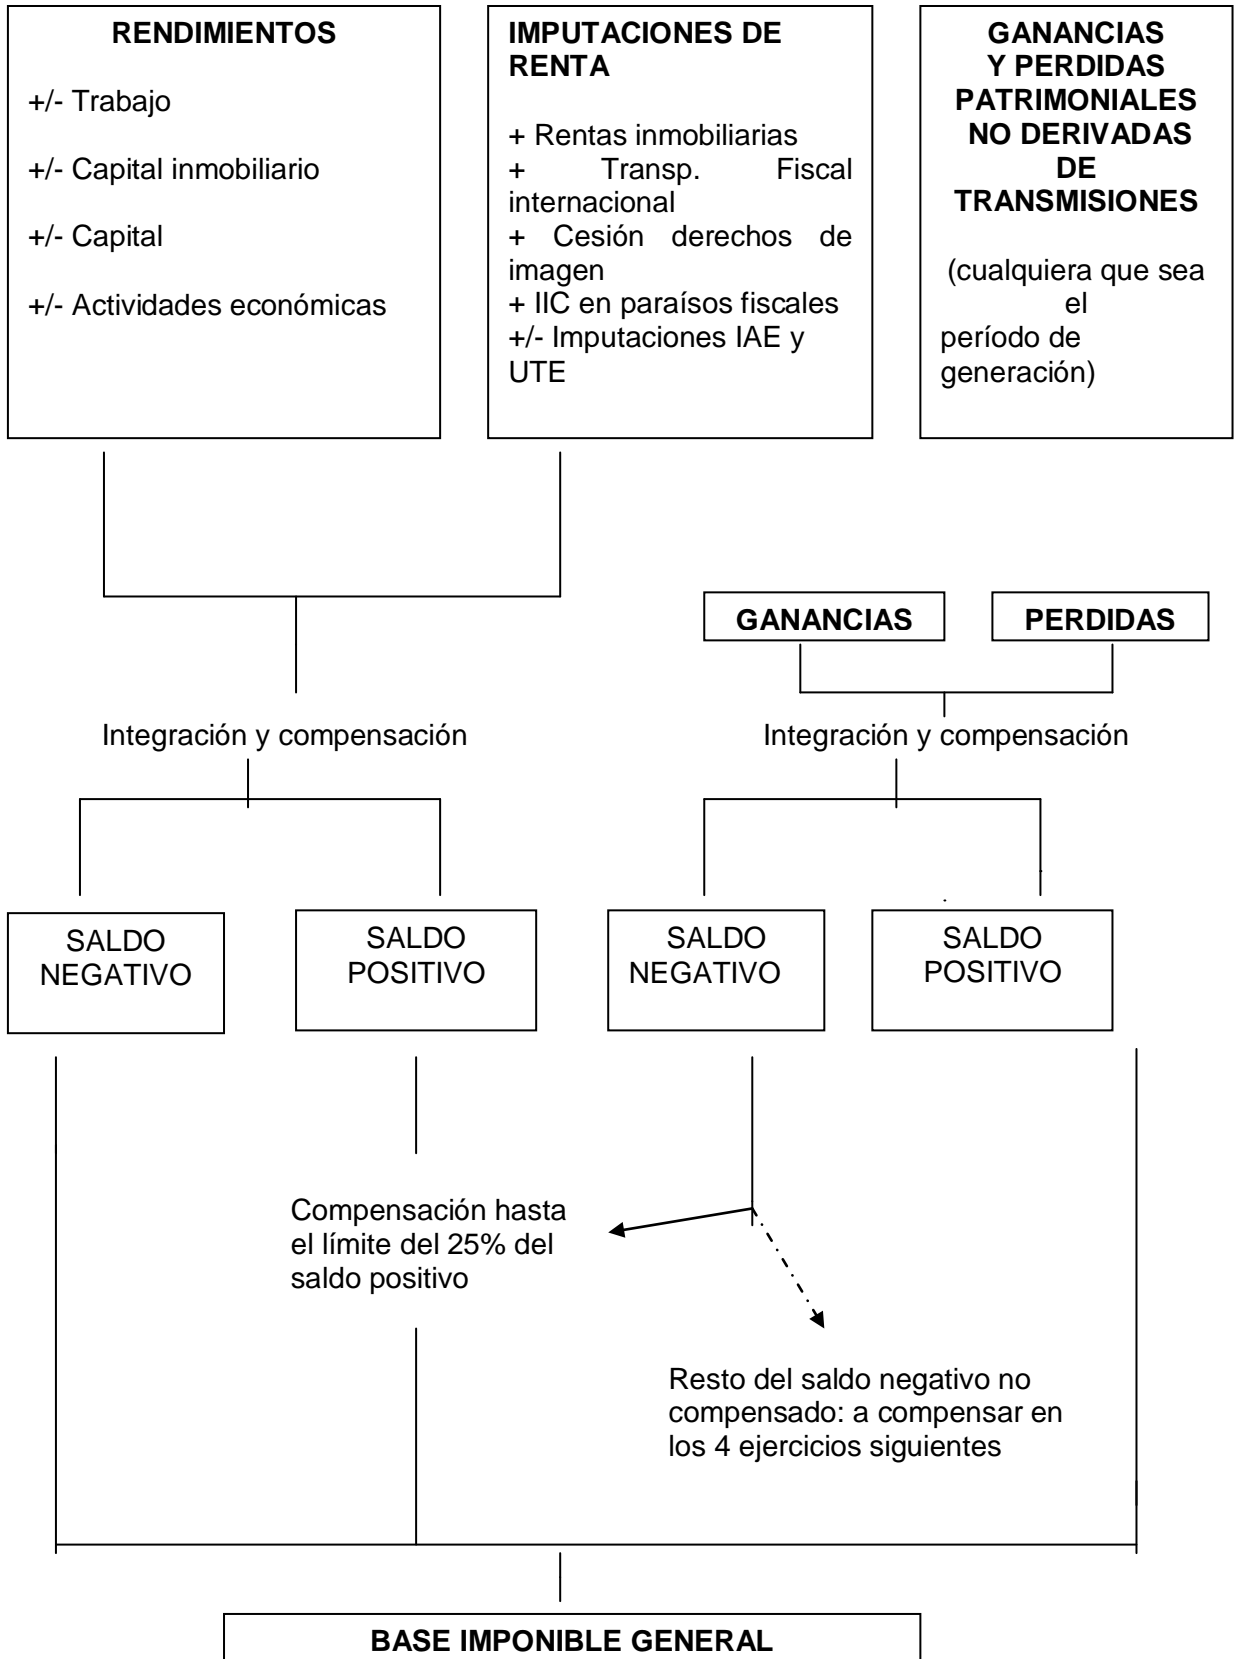 RENDIMIENTOS
+/- Trabajo
+/- Capital inmobiliario
+/- Capital
+/- Actividades económicas
IMPUTACIONES DE
RENTA
+ Rentas inmobiliarias
+ Transp. Fiscal
internacional
+ Cesión derechos de
imagen
+ IIC en paraísos fiscales
+/- Imputaciones IAE y
UTE
GANANCIAS
Y PERDIDAS
PATRIMONIALES
NO DERIVADAS
DE
TRANSMISIONES
(cualquiera que sea
el
período de
generación)
GANANCIAS
PERDIDAS
Integración y compensación
Integración y compensación
SALDO
NEGATIVO
SALDO
POSITIVO
SALDO
NEGATIVO
SALDO
POSITIVO
Compensación hasta
el límite del 25% del
saldo positivo
Resto del saldo negativo no
compensado: a compensar en
los 4 ejercicios siguientes
BASE IMPONIBLE GENERAL